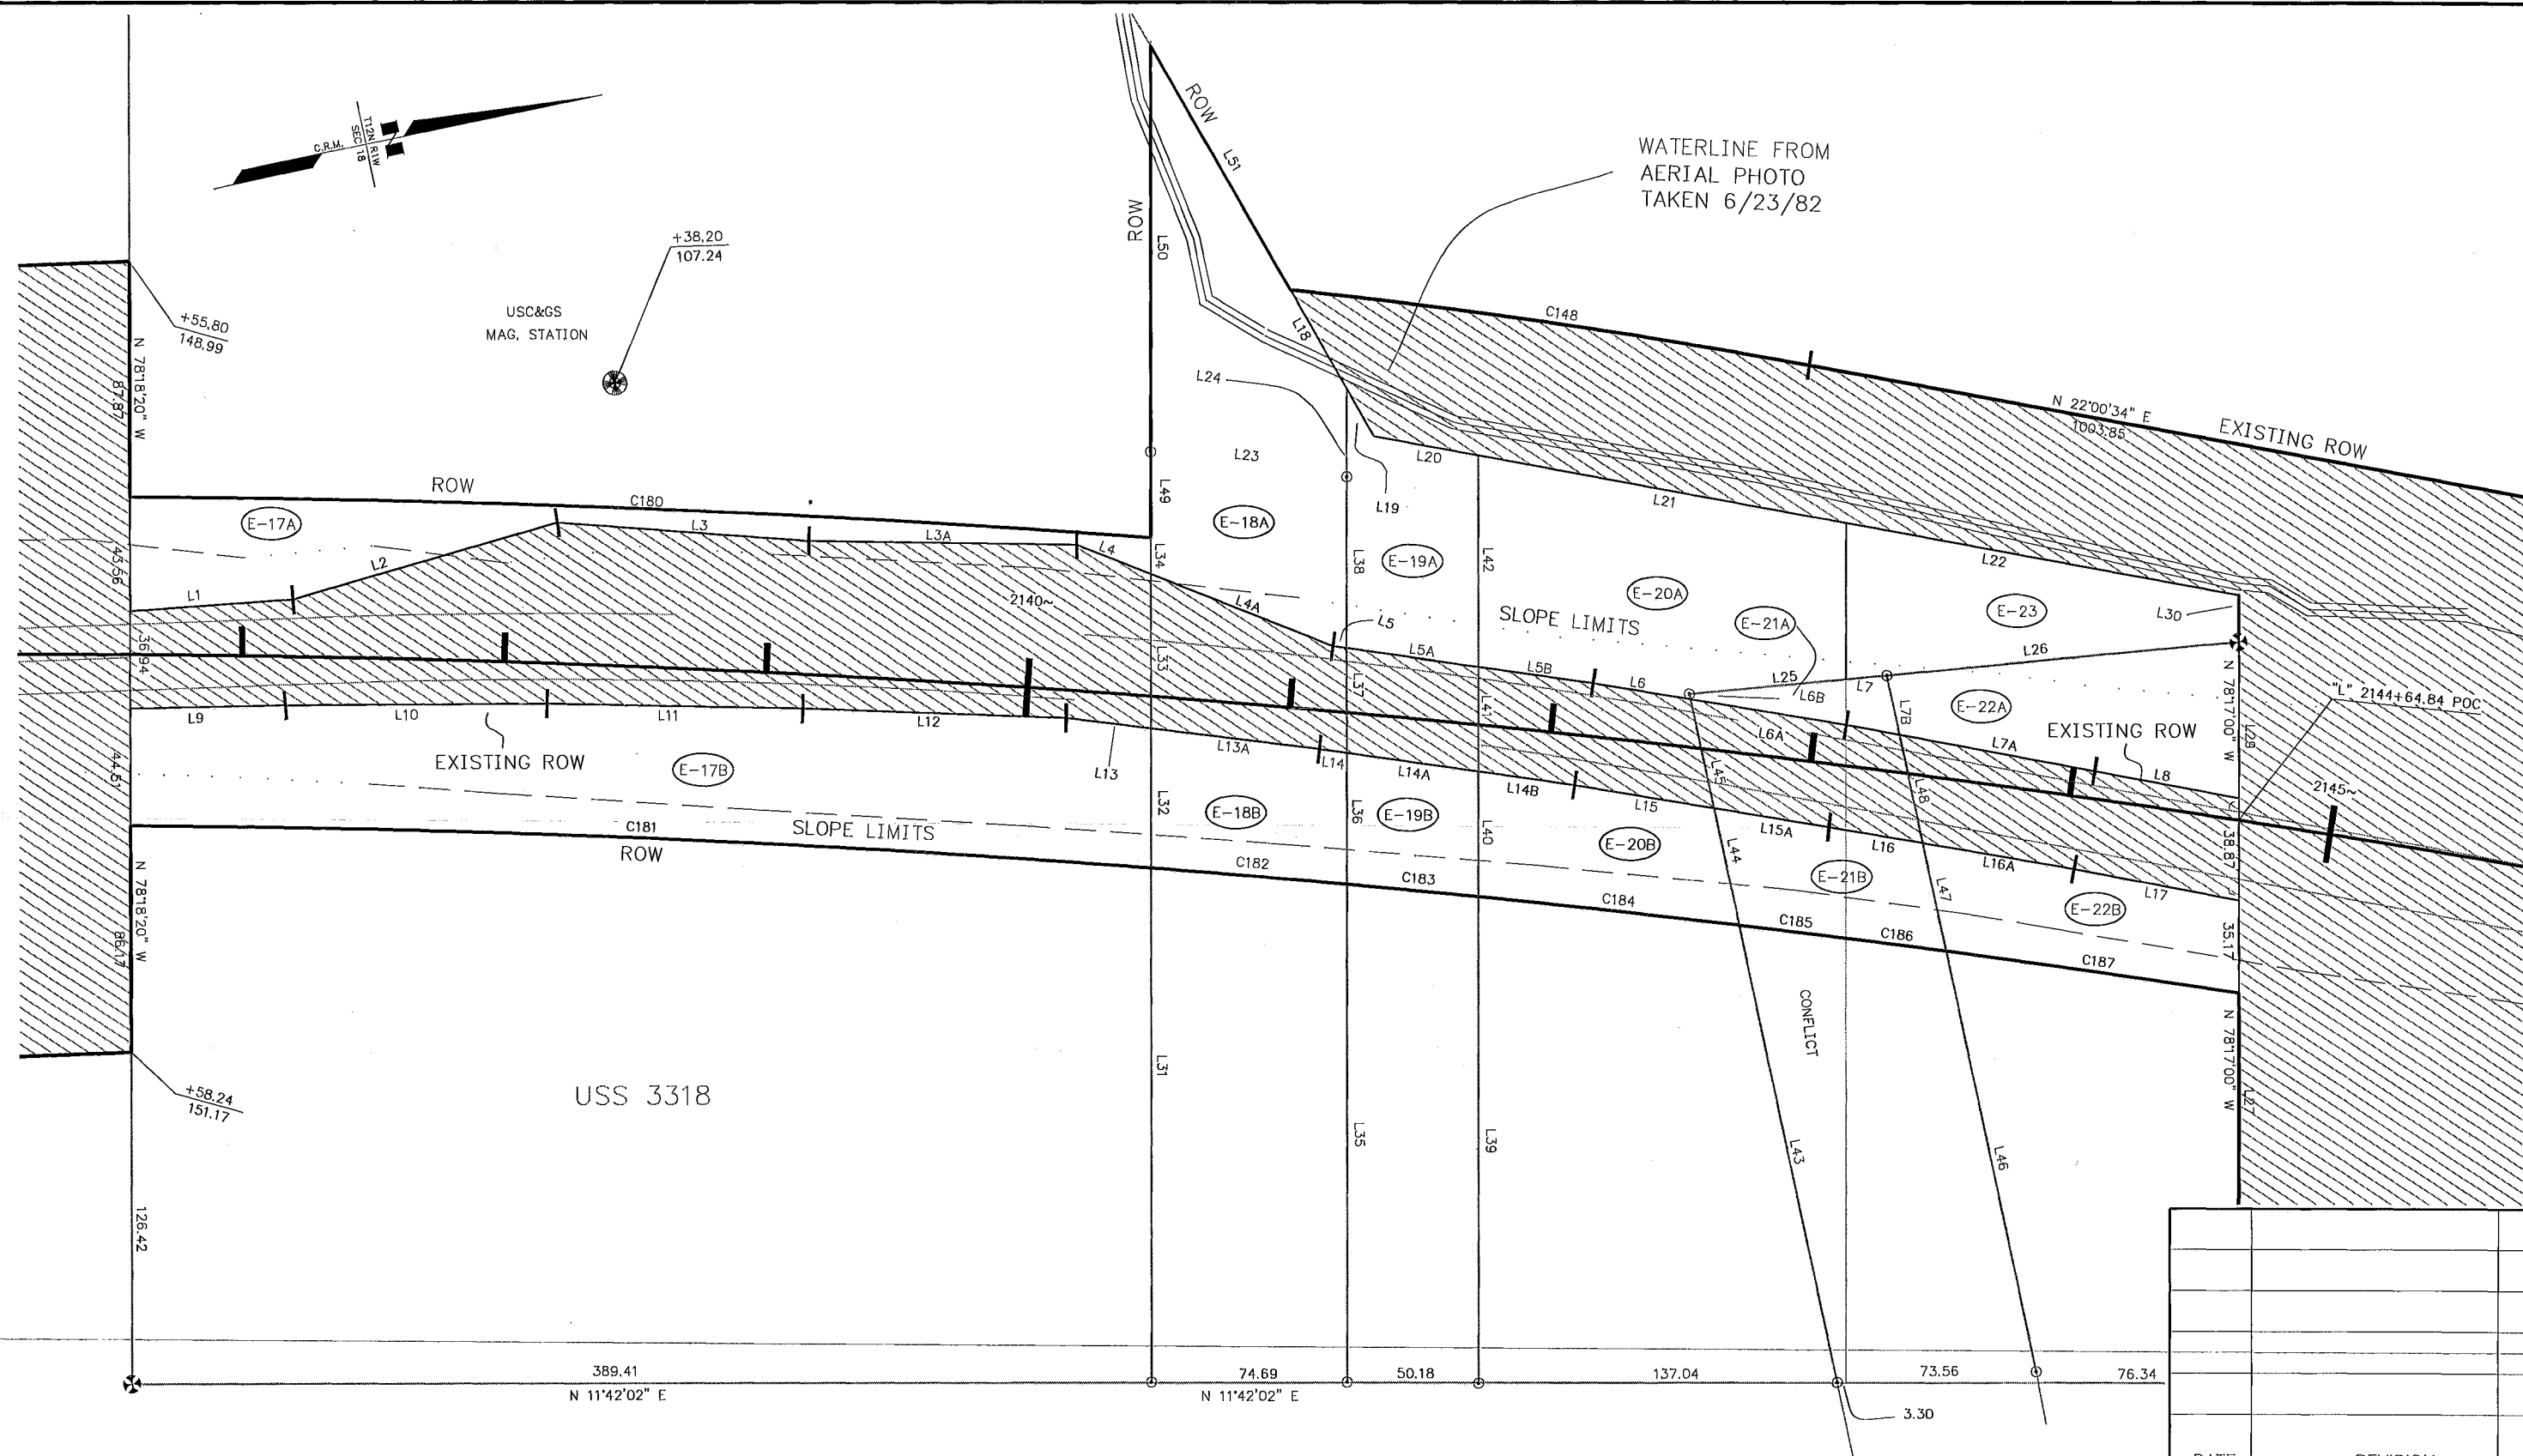 WATERLINE FROM
AERIAL PHOTO
TAKEN 6/23/82
ROW
L51
C.R.M.
T12N R1W
SEC 18
ROW
L50
+38.20
107.24
USC&GS
MAG. STATION
+55.80
148.99
N 78°18'20" W
87.87
C148
N 22°00'34" E
1003.85
EXISTING ROW
L18
L24
L23
L20
L19
L49
L21
L22
ROW
C180
E-17A
L3
L3A
L4
L34
E-18A
L38
E-19A
L42
43.56
L2
L1
2140~
L4A
L5
SLOPE LIMITS
E-20A
E-21A
E-23
L30
36.94
L33
L5A
L5B
L6
L25
L6B
L7
L26
L37
L41
L6A
L7B
E-22A
EXISTING ROW
N 78°17'00" W
L29
"L" 2144+64.84 POC
L9
L10
L11
L12
L13
L13A
L14
L14A
L14B
L15
L15A
L16
L16A
L17
L7A
L8
2145~
L45
L48
38.87
EXISTING ROW
E-17B
44.51
L32
E-18B
L36
E-19B
L40
E-20B
L44
E-21B
L47
E-22B
35.17
C181
SLOPE LIMITS
ROW
C182
C183
C184
C185
C186
C187
N 78°18'20" W
86.17
CONFLICT
N 78°17'00" W
L27
+58.24
151.17
USS 3318
L31
L35
L39
L43
L46
126.42
389.41
N 11°42'02" E
74.69
N 11°42'02" E
50.18
137.04
73.56
76.34
3.30
DATE
REVISION